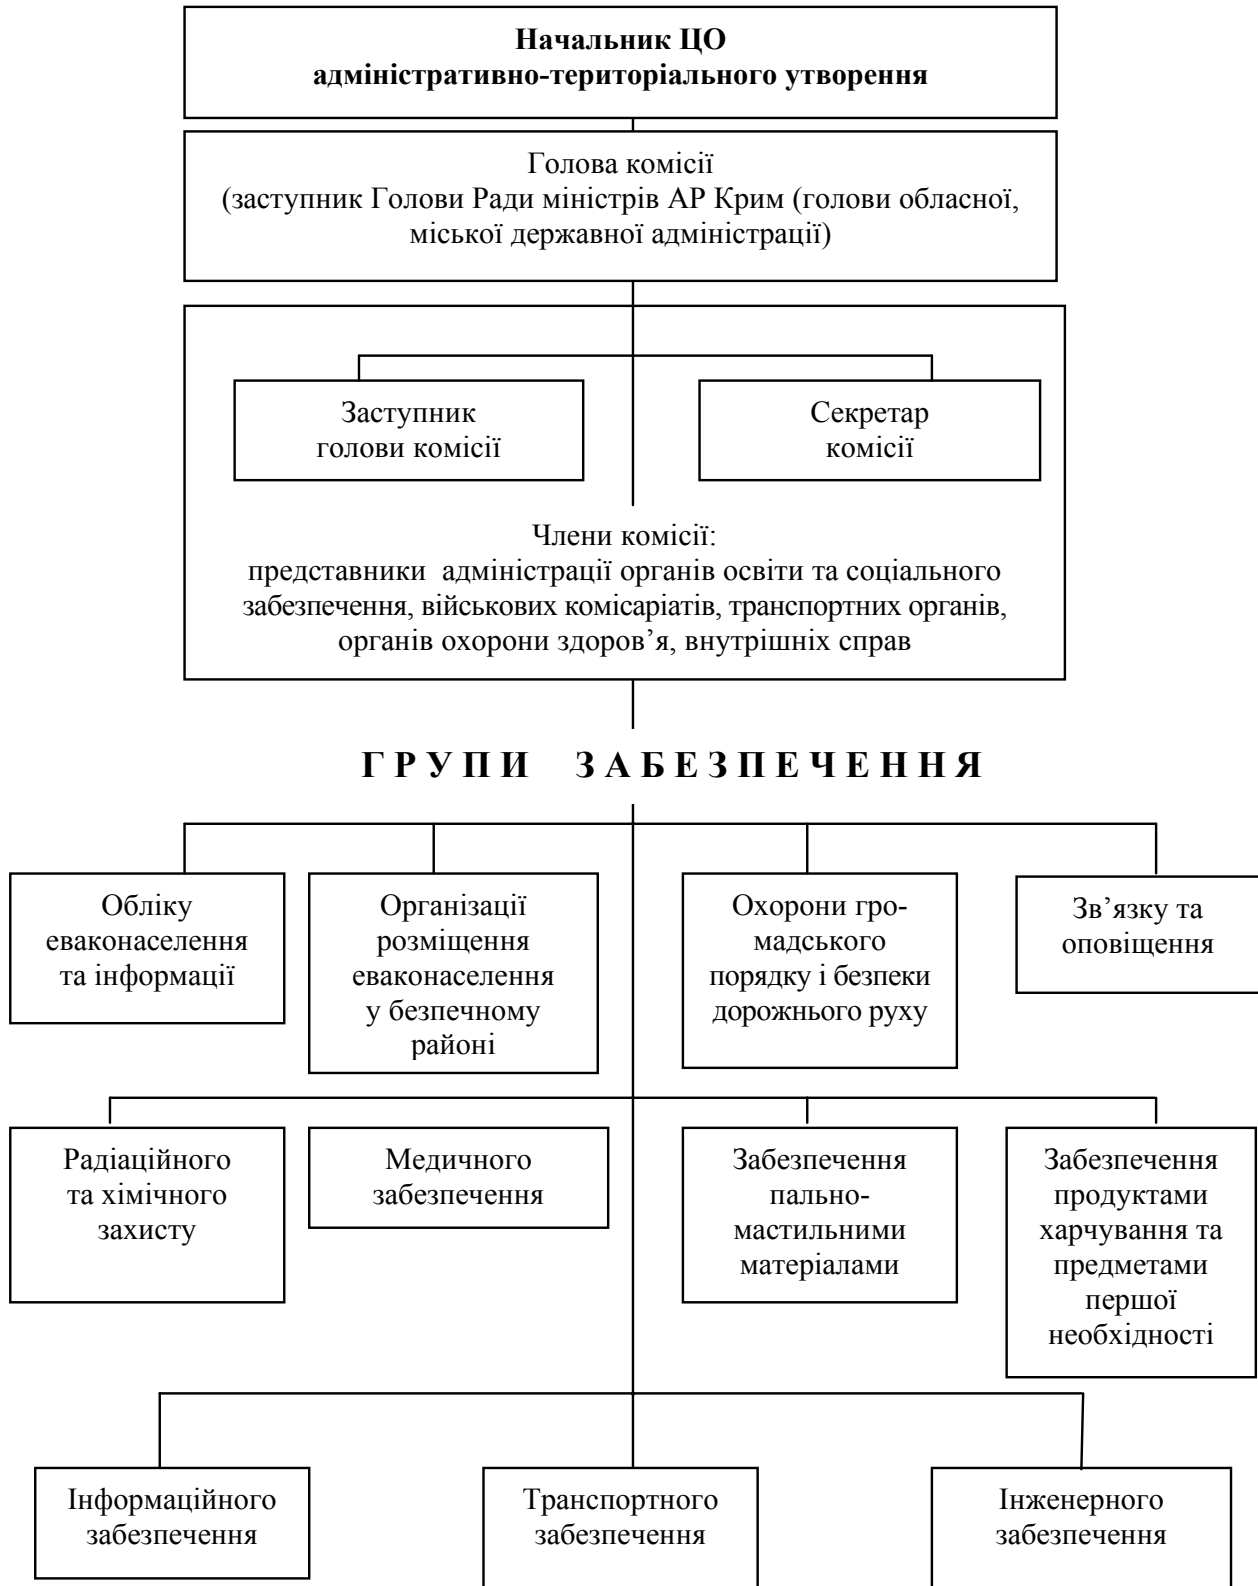 Начальник ЦО
адміністративно-територіального утворення
Голова комісії
(заступник Голови Ради міністрів АР Крим (голови обласної,
міської державної адміністрації)
Заступник
голови комісії
Секретар
комісії
Члени комісії:
представники адміністрації органів освіти та соціального
забезпечення, військових комісаріатів, транспортних органів,
органів охорони здоров’я, внутрішніх справ
ГРУПИ ЗАБЕЗПЕЧЕННЯ
Обліку
еваконаселення
та інформації
Організації
розміщення
еваконаселення
у безпечному
районі
Охорони гро-
мадського
порядку і безпеки
дорожнього руху
Зв’язку та
оповіщення
Радіаційного
та хімічного
захисту
Медичного
забезпечення
Забезпечення
пально-
мастильними
матеріалами
Забезпечення
продуктами
харчування та
предметами
першої
необхідності
Інформаційного
забезпечення
Транспортного
забезпечення
Інженерного
забезпечення